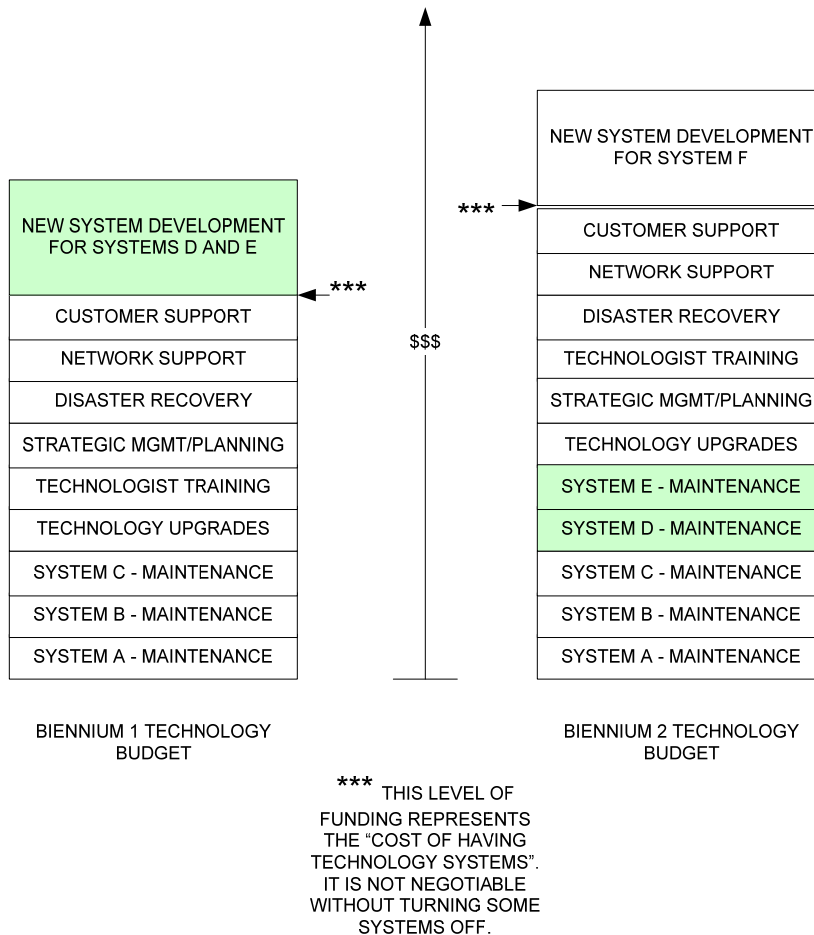 NEW SYSTEM DEVELOPMENT
FOR SYSTEMS D AND E
***
CUSTOMER SUPPORT
NETWORK SUPPORT
DISASTER RECOVERY
STRATEGIC MGMT/PLANNING
TECHNOLOGIST TRAINING
TECHNOLOGY UPGRADES
SYSTEM C - MAINTENANCE
SYSTEM B - MAINTENANCE
SYSTEM A - MAINTENANCE
BIENNIUM 1 TECHNOLOGY
BUDGET
$$$
NEW SYSTEM DEVELOPMENT
FOR SYSTEM F
***
CUSTOMER SUPPORT
NETWORK SUPPORT
DISASTER RECOVERY
TECHNOLOGIST TRAINING
STRATEGIC MGMT/PLANNING
TECHNOLOGY UPGRADES
SYSTEM E - MAINTENANCE
SYSTEM D - MAINTENANCE
SYSTEM C - MAINTENANCE
SYSTEM B - MAINTENANCE
SYSTEM A - MAINTENANCE
BIENNIUM 2 TECHNOLOGY
BUDGET
*** THIS LEVEL OF
FUNDING REPRESENTS
THE “COST OF HAVING
TECHNOLOGY SYSTEMS”.
IT IS NOT NEGOTIABLE
WITHOUT TURNING SOME
SYSTEMS OFF.